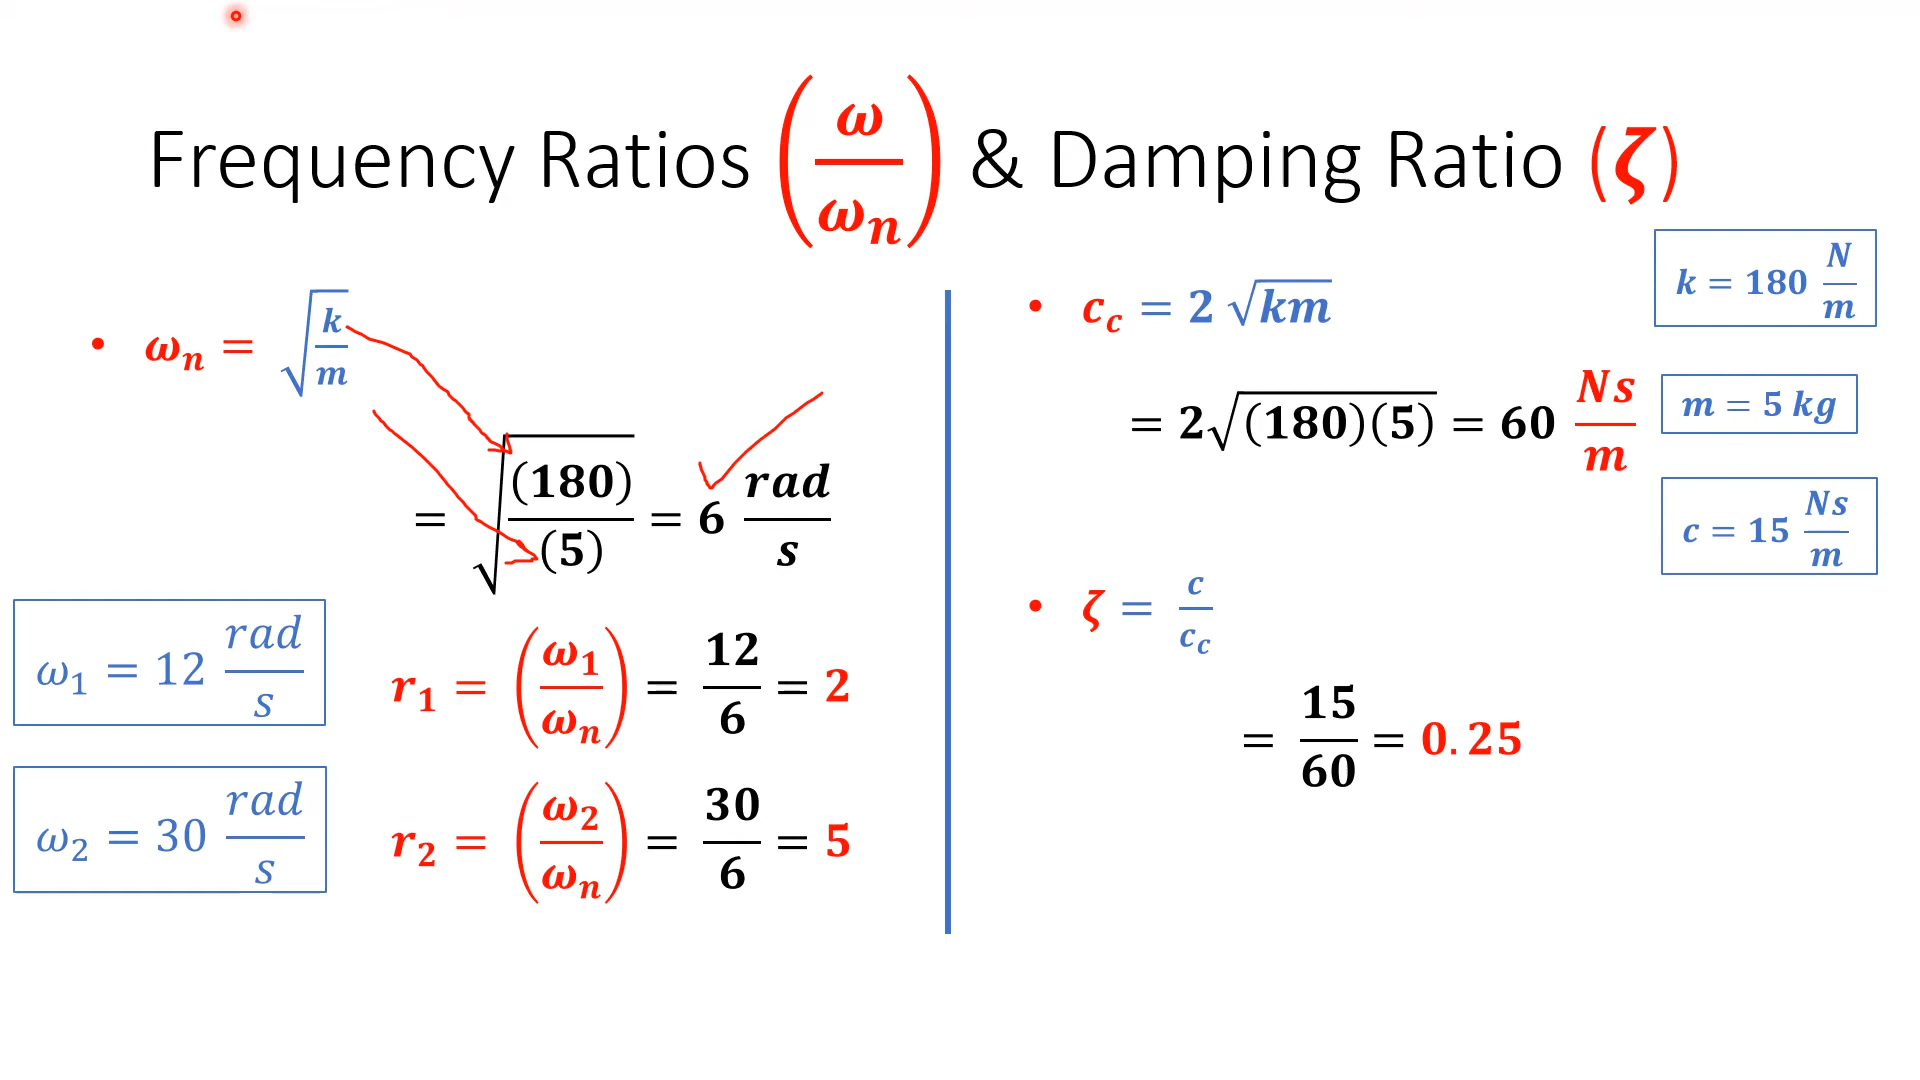 Frequency Ratios (ω/ωₙ) & Damping Ratio (ζ)
• ωₙ = √(k/m)
= √((180)/(5)) = 6 rad/s
ω₁ = 12 rad/s
r₁ = (ω₁/ωₙ) = 12/6 = 2
ω₂ = 30 rad/s
r₂ = (ω₂/ωₙ) = 30/6 = 5
• c_c = 2 √(km)
= 2√((180)(5)) = 60 Ns/m
• ζ = c/c_c
= 15/60 = 0.25
k = 180 N/m
m = 5 kg
c = 15 Ns/m